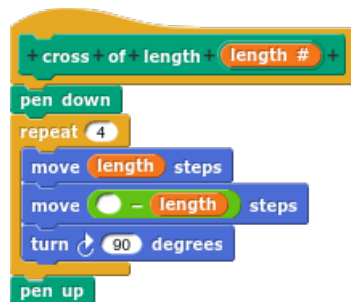 + cross + of + length + length # +
pen down
repeat 4
move length steps
move − length steps
turn 90 degrees
pen up